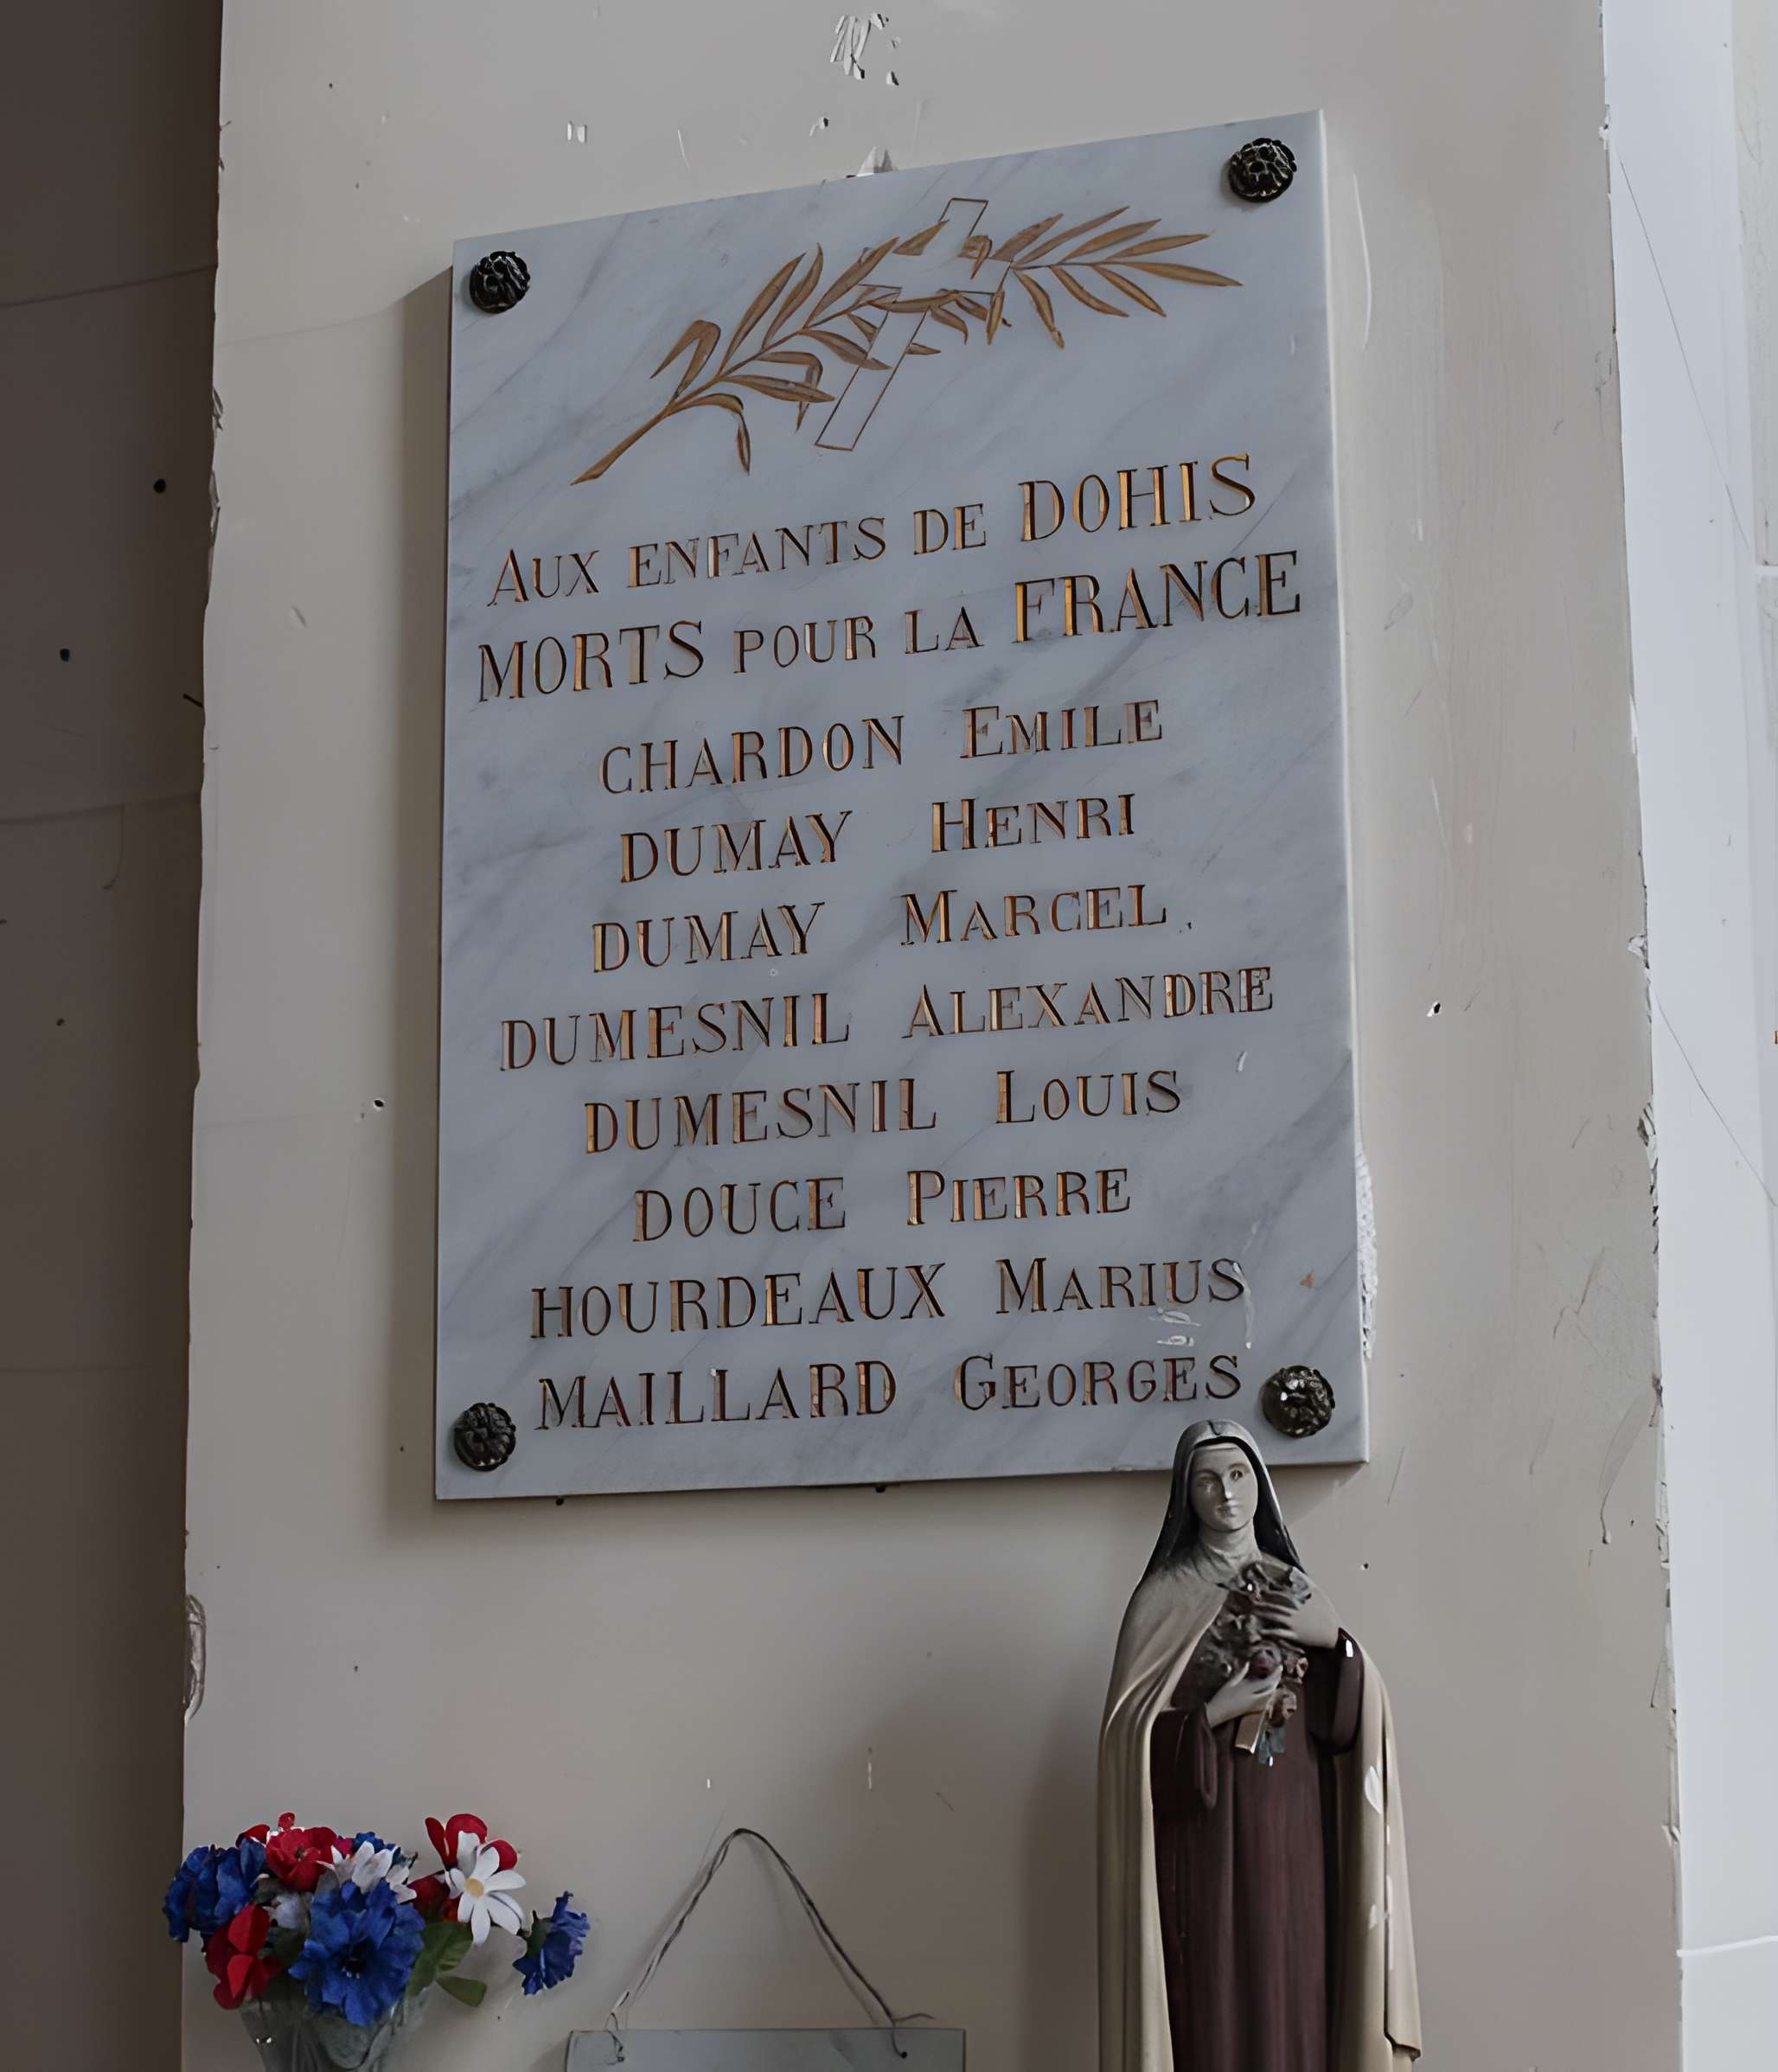 AUX ENFANTS DE DOHIS
MORTS POUR LA FRANCE
CHARDON EMILE
DUMAY HENRI
DUMAY MARCEL.
DUMESNIL ALEXANDRE
DUMESNIL LOUIS
DOUCE PIERRE
HOURDEAUX MARIUS
MAILLARD GEORGES